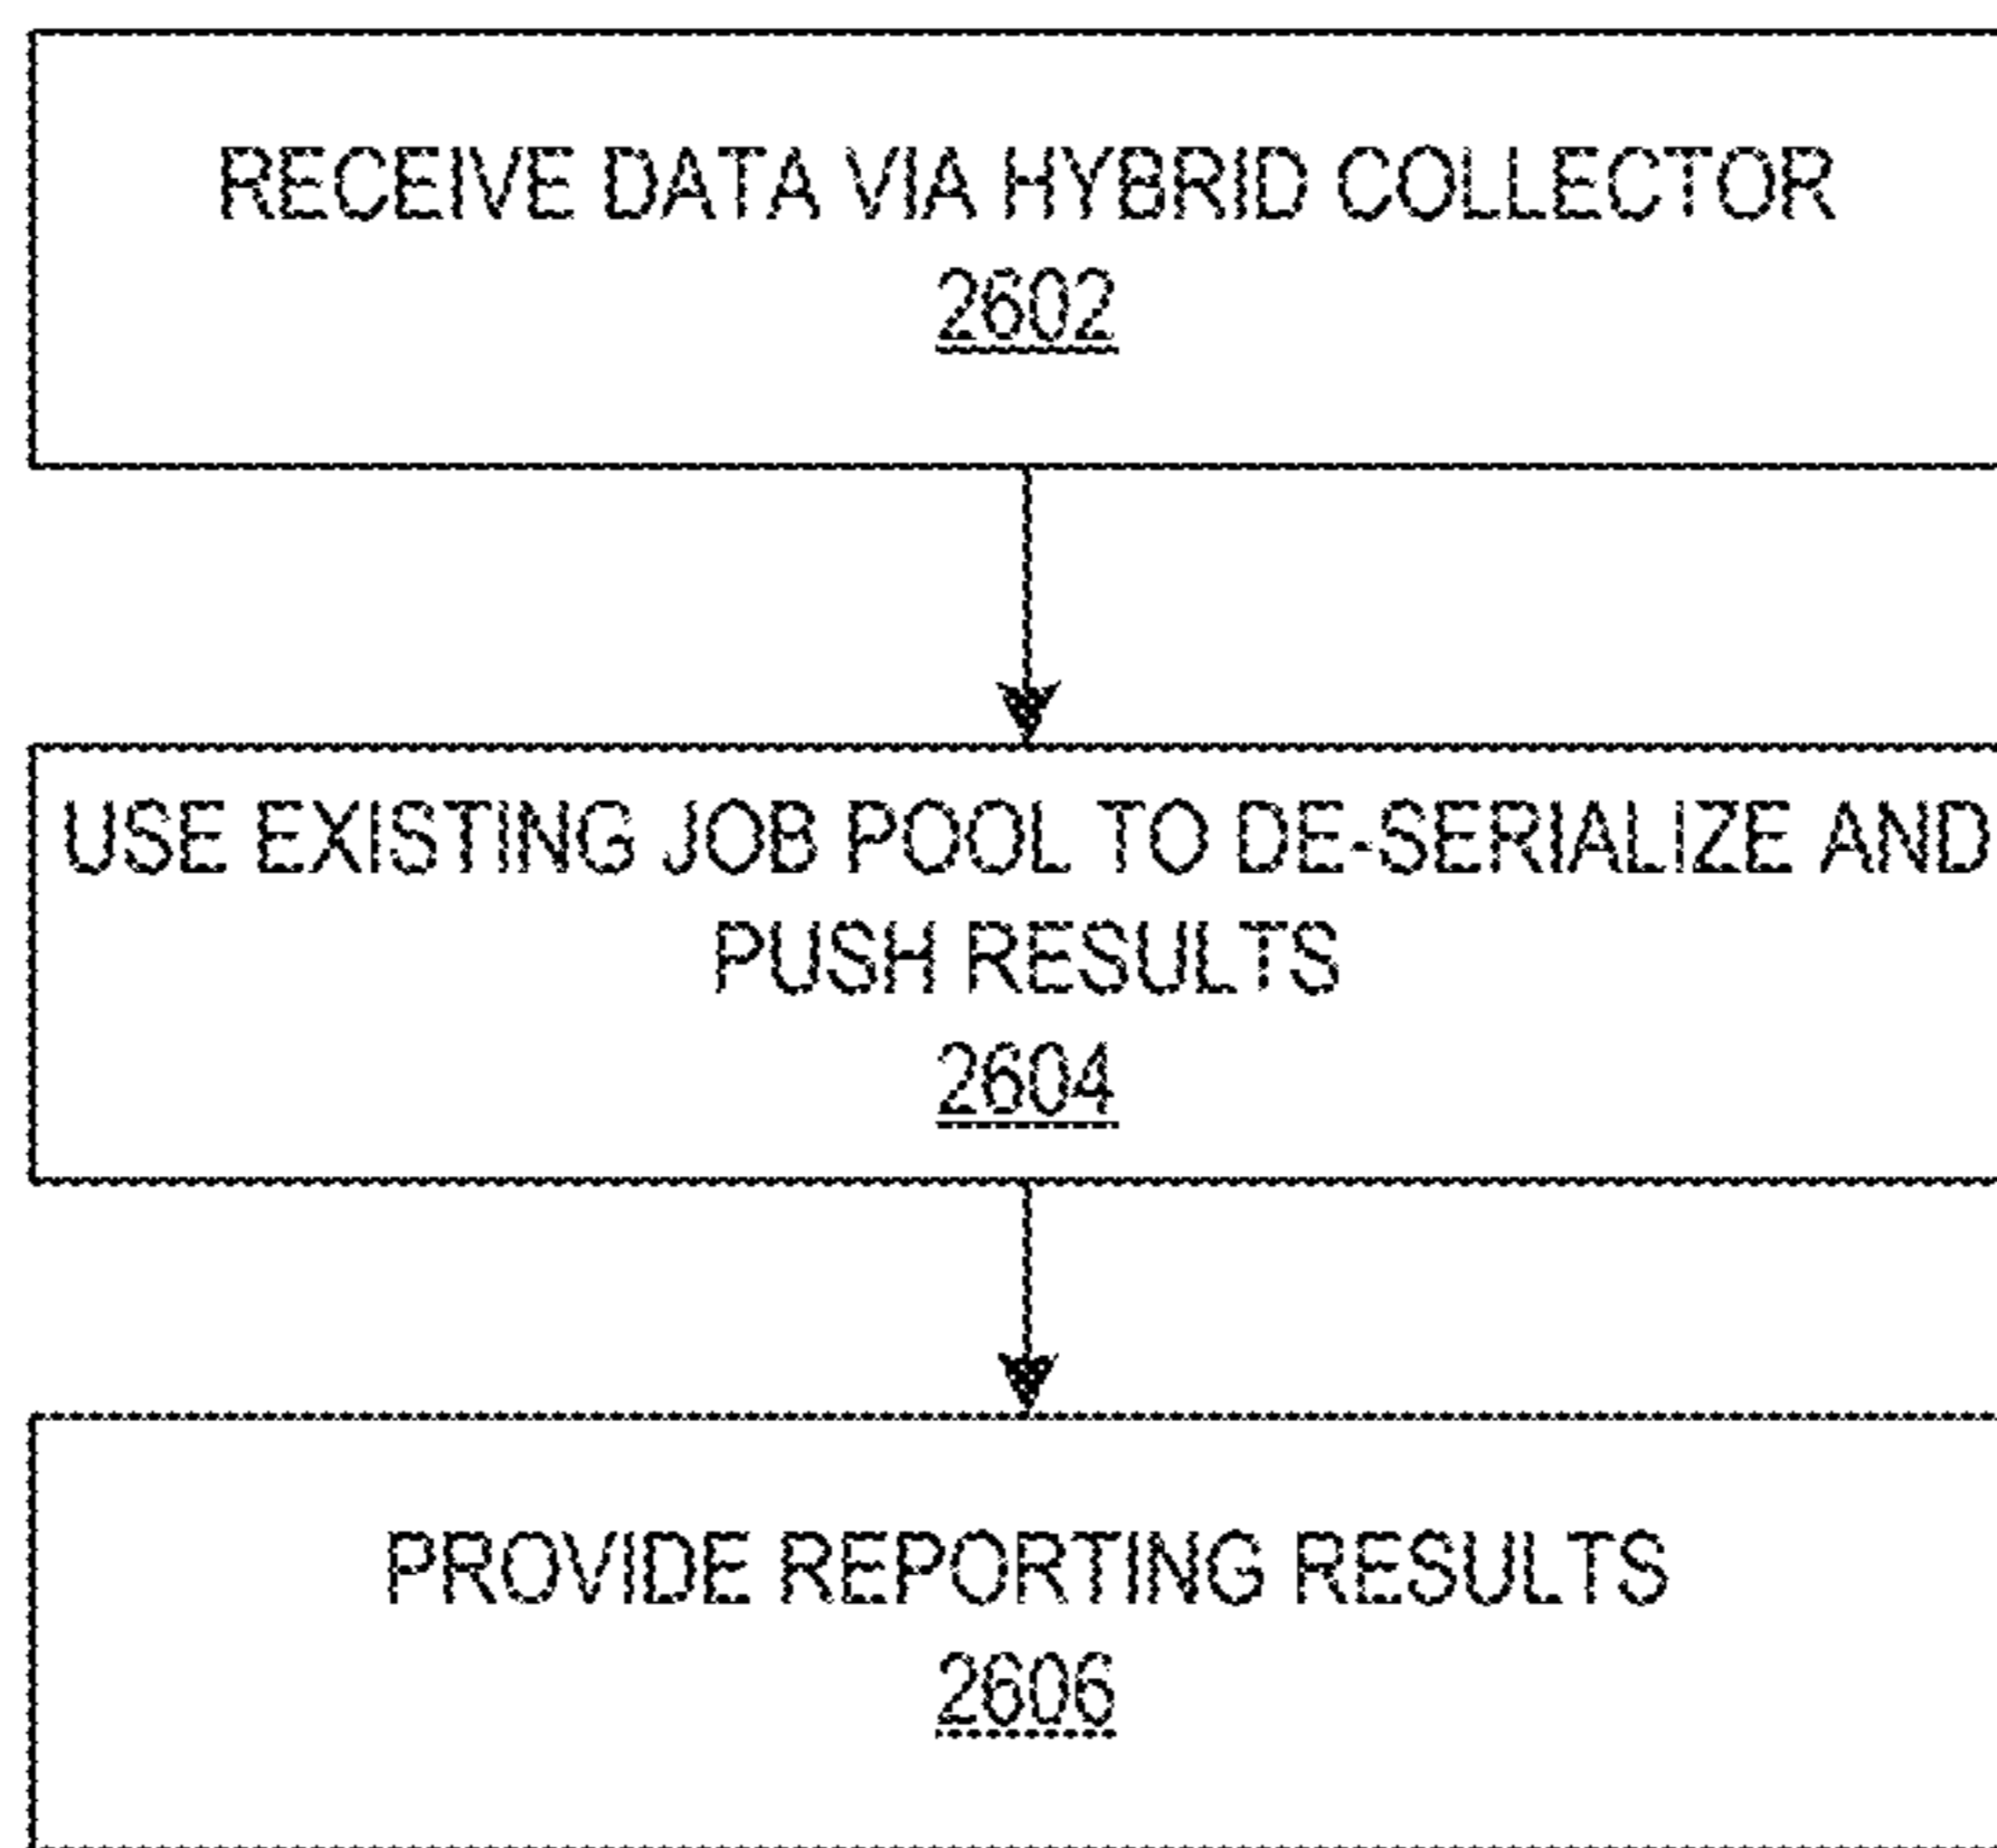 RECEIVE DATA VIA HYBRID COLLECTOR
2602
USE EXISTING JOB POOL TO DE-SERIALIZE AND
PUSH RESULTS
2604
PROVIDE REPORTING RESULTS
2606